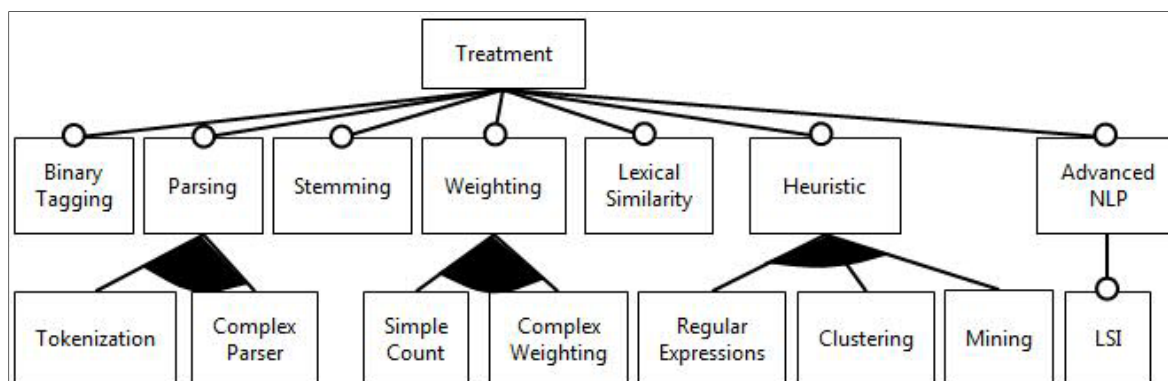 Treatment
Binary
Tagging
Parsing
Stemming
Weighting
Lexical
Similarity
Heuristic
Advanced
NLP
Tokenization
Complex
Parser
Simple
Count
Complex
Weighting
Regular
Expressions
Clustering
Mining
LSI